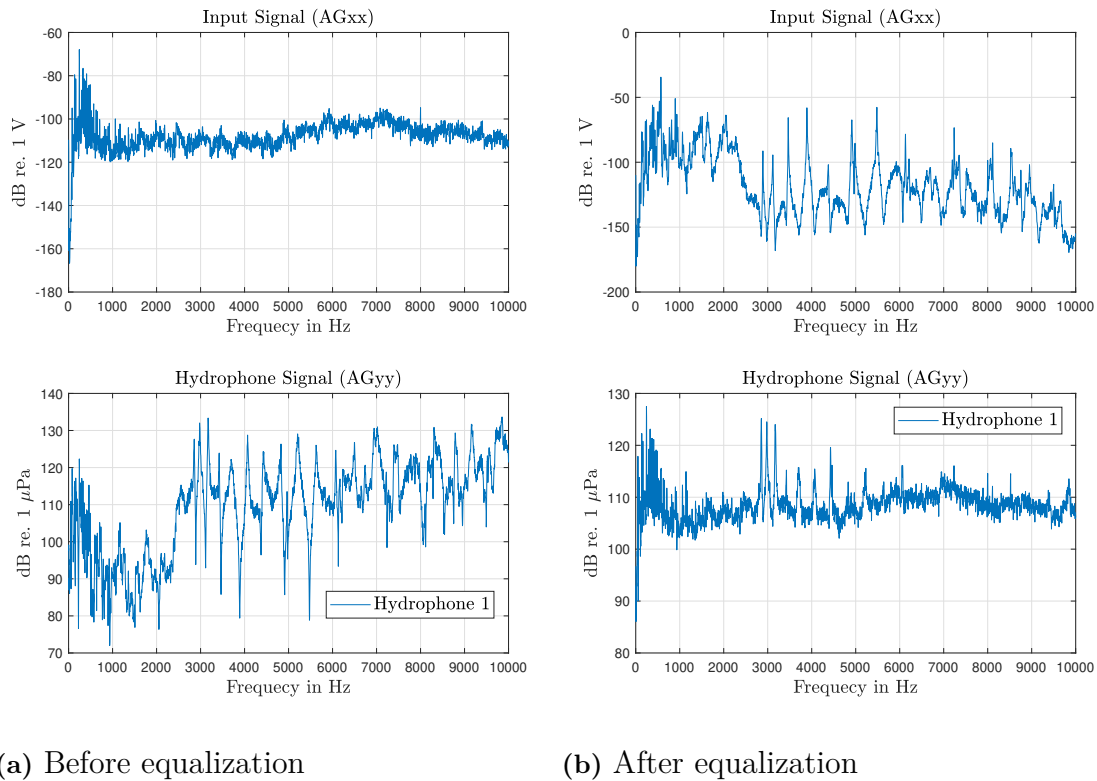 Input Signal (AGxx)
dB re. 1 V
-60
-80
-100
-120
-140
-160
-180
0 1000 2000 3000 4000 5000 6000 7000 8000 9000 10000
Frequecy in Hz
Input Signal (AGxx)
dB re. 1 V
0
-50
-100
-150
-200
0 1000 2000 3000 4000 5000 6000 7000 8000 9000 10000
Frequecy in Hz
Hydrophone Signal (AGyy)
dB re. 1 μPa
140
130
120
110
100
90
80
70
Hydrophone 1
0 1000 2000 3000 4000 5000 6000 7000 8000 9000 10000
Frequecy in Hz
Hydrophone Signal (AGyy)
dB re. 1 μPa
130
120
110
100
90
80
Hydrophone 1
0 1000 2000 3000 4000 5000 6000 7000 8000 9000 10000
Frequecy in Hz
(a) Before equalization
(b) After equalization